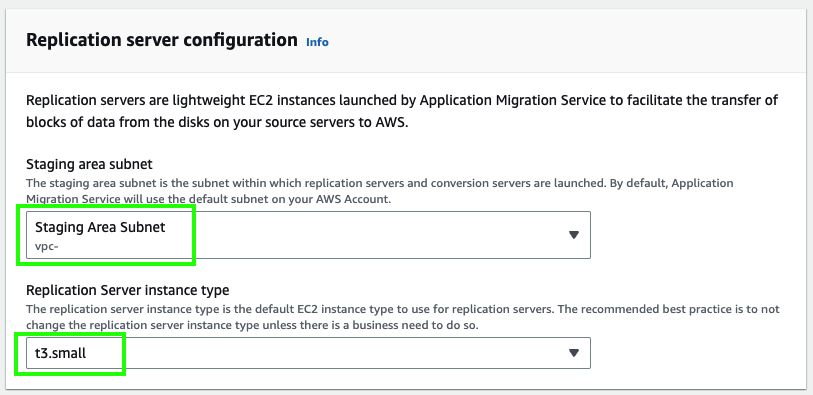 Replication server configuration Info
Replication servers are lightweight EC2 instances launched by Application Migration Service to facilitate the transfer of
blocks of data from the disks on your source servers to AWS.
Staging area subnet
The staging area subnet is the subnet within which replication servers and conversion servers are launched. By default, Application
Migration Service will use the default subnet on your AWS Account.
Staging Area Subnet
vpc-
Replication Server instance type
The replication server instance type is the default EC2 instance type to use for replication servers. The recommended best practice is to not
change the replication server instance type unless there is a business need to do so.
t3.small